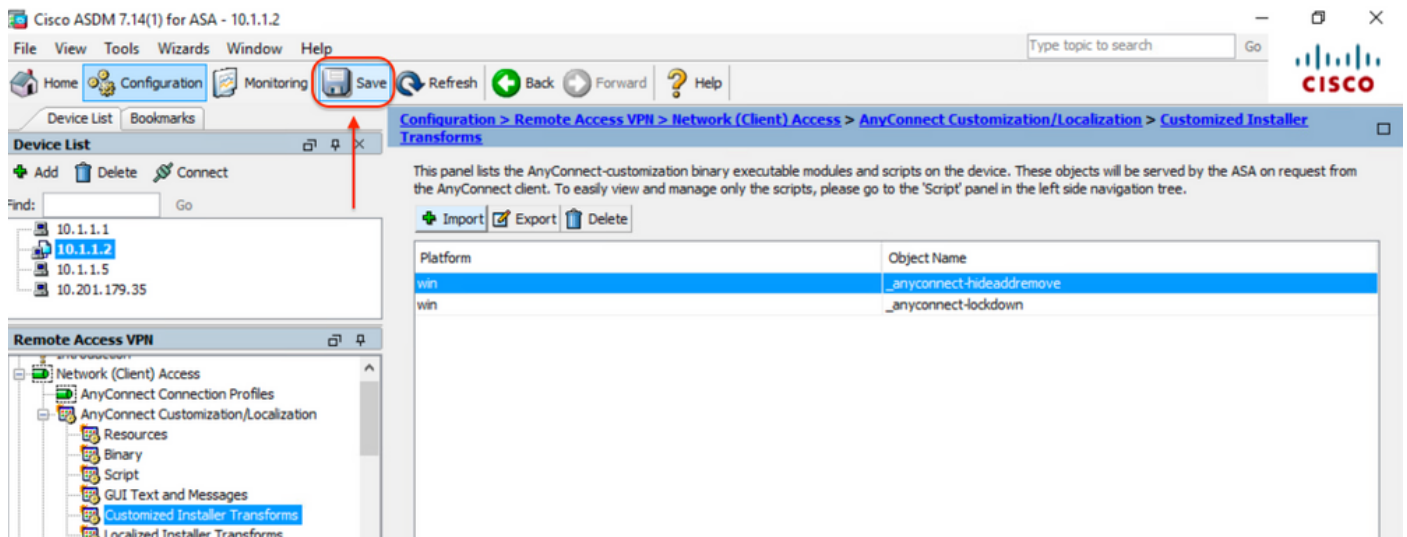 Cisco ASDM 7.14(1) for ASA - 10.1.1.2
File View Tools Wizards Window Help
Type topic to search Go
Home Configuration Monitoring Save Refresh Back Forward Help
CISCO
Device List Bookmarks
Device List
Add Delete Connect
Find: Go
10.1.1.1
10.1.1.2
10.1.1.5
10.201.179.35
Remote Access VPN
Introduction
Network (Client) Access
AnyConnect Connection Profiles
AnyConnect Customization/Localization
Resources
Binary
Script
GUI Text and Messages
Customized Installer Transforms
Localized Installer Transforms
Configuration > Remote Access VPN > Network (Client) Access > AnyConnect Customization/Localization > Customized Installer
Transforms
This panel lists the AnyConnect-customization binary executable modules and scripts on the device. These objects will be served by the ASA on request from
the AnyConnect client. To easily view and manage only the scripts, please go to the 'Script' panel in the left side navigation tree.
Import Export Delete
Platform Object Name
win _anyconnect-hideaddremove
win _anyconnect-lockdown